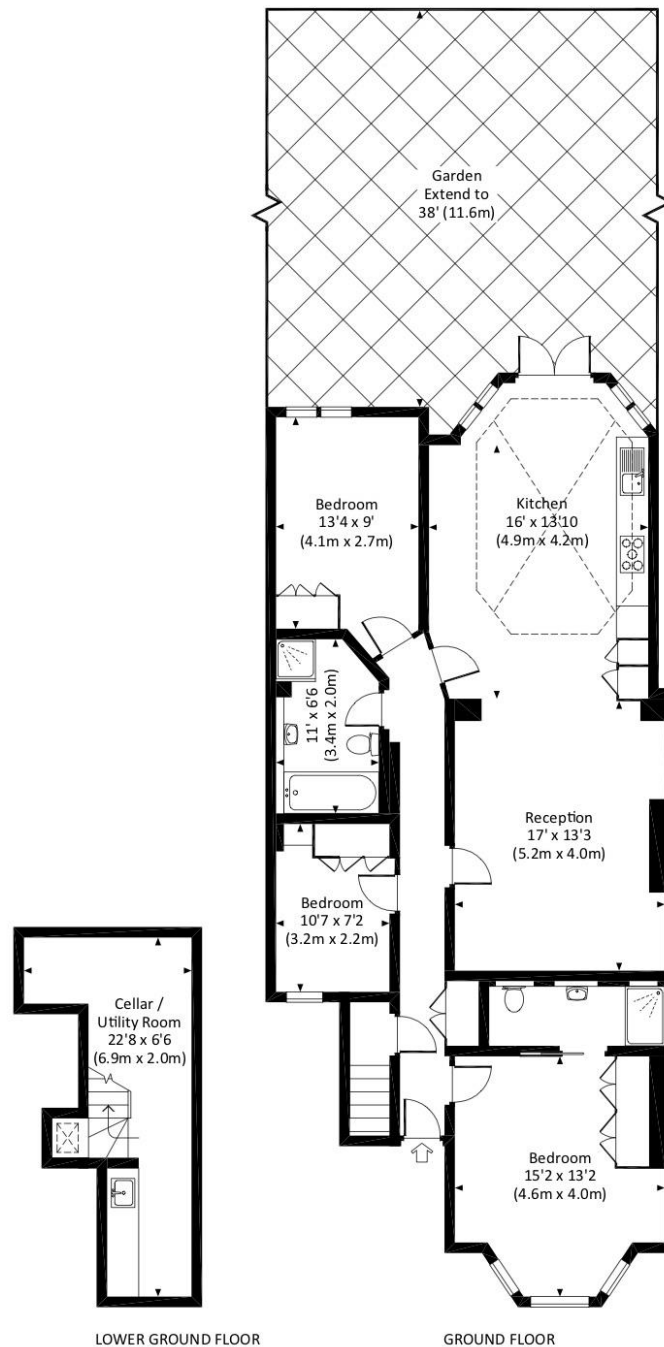 Garden
Extend to
38' (11.6m)
Bedroom
13'4 x 9'
(4.1m x 2.7m)
Kitchen
16' x 13'10
(4.9m x 4.2m)
11' x 6'6
(3.4m x 2.0m)
Reception
17' x 13'3
(5.2m x 4.0m)
Bedroom
10'7 x 7'2
(3.2m x 2.2m)
Cellar /
Utility Room
22'8 x 6'6
(6.9m x 2.0m)
Bedroom
15'2 x 13'2
(4.6m x 4.0m)
LOWER GROUND FLOOR
GROUND FLOOR